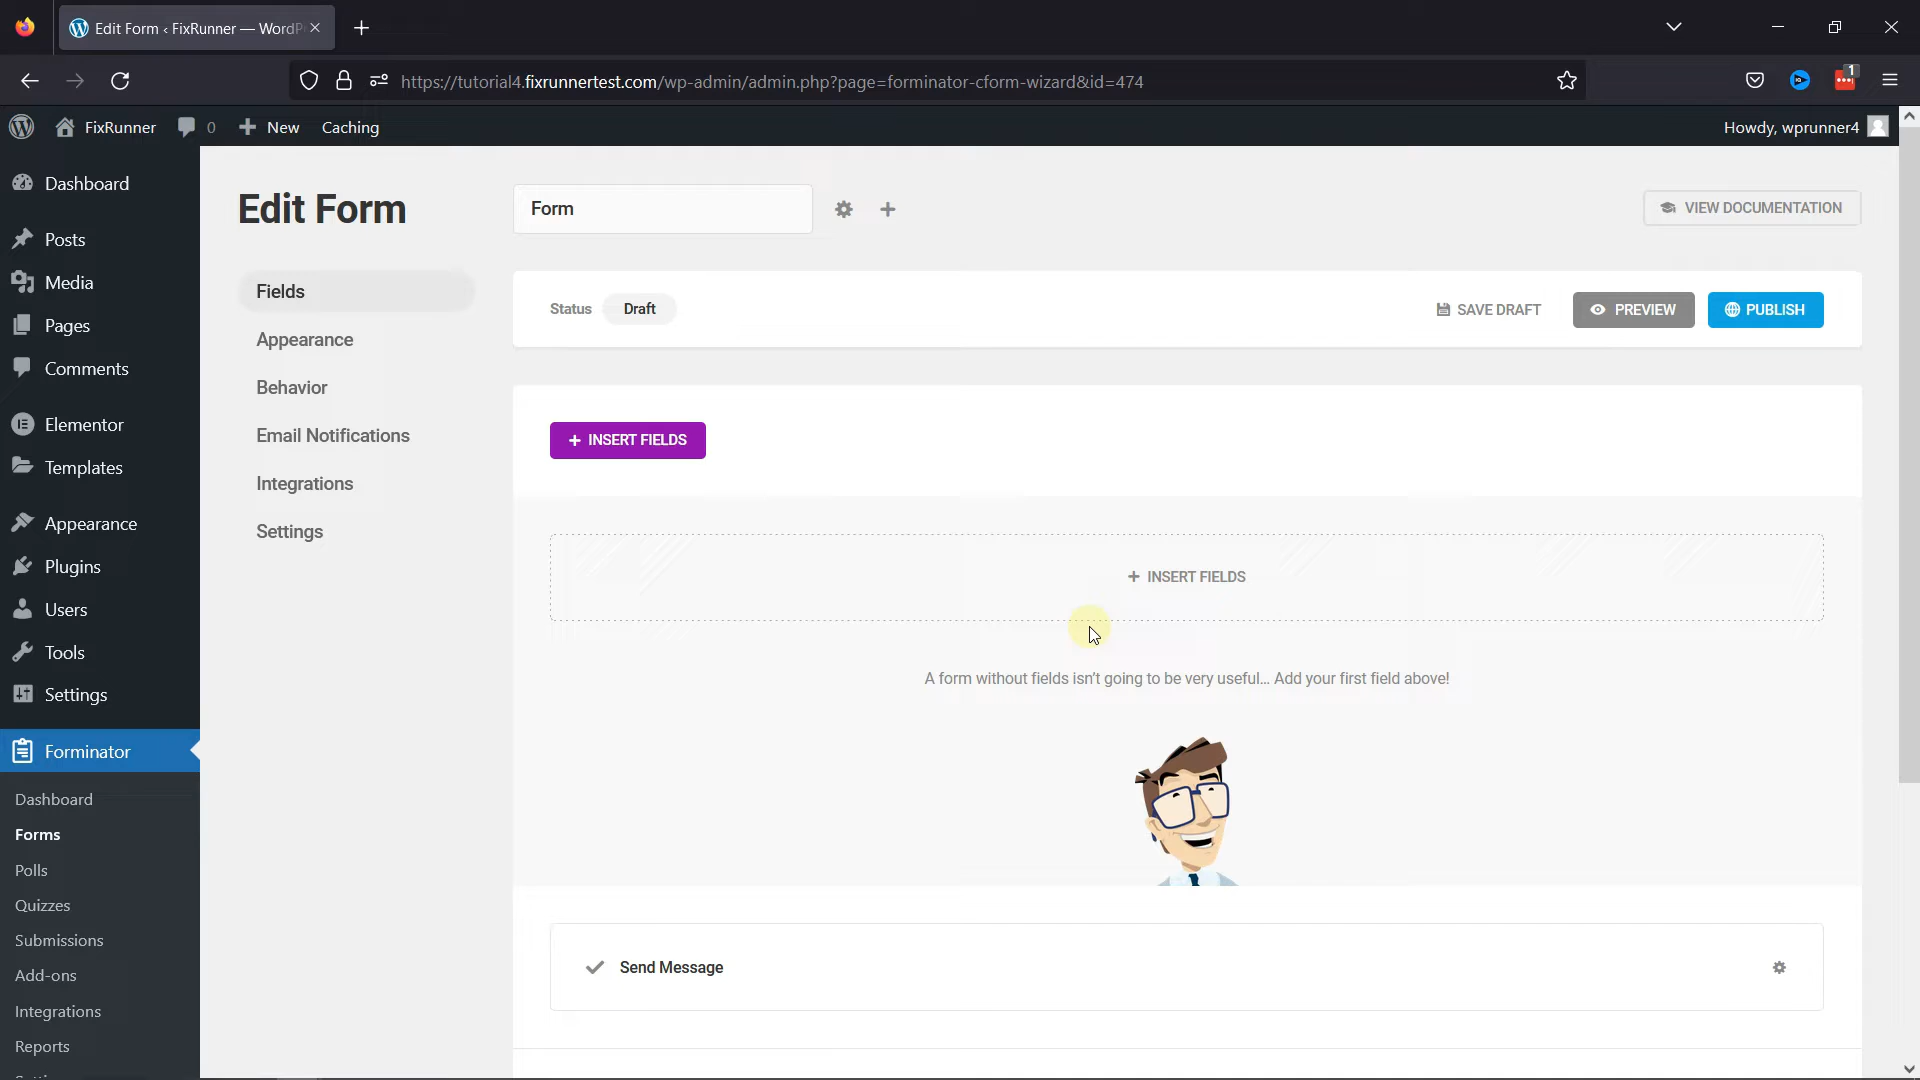 Edit Form ‹ FixRunner — WordP
https://tutorial4.fixrunnertest.com/wp-admin/admin.php?page=forminator-cform-wizard&id=474
1
FixRunner
0
New
Caching
Howdy, wprunner4
Dashboard
Posts
Media
Pages
Comments
Elementor
Templates
Appearance
Plugins
Users
Tools
Settings
Forminator
Dashboard
Forms
Polls
Quizzes
Submissions
Add-ons
Integrations
Reports
Edit Form
Form
VIEW DOCUMENTATION
Fields
Appearance
Behavior
Email Notifications
Integrations
Settings
Status
Draft
SAVE DRAFT
PREVIEW
PUBLISH
+ INSERT FIELDS
+ INSERT FIELDS
A form without fields isn't going to be very useful... Add your first field above!
Send Message